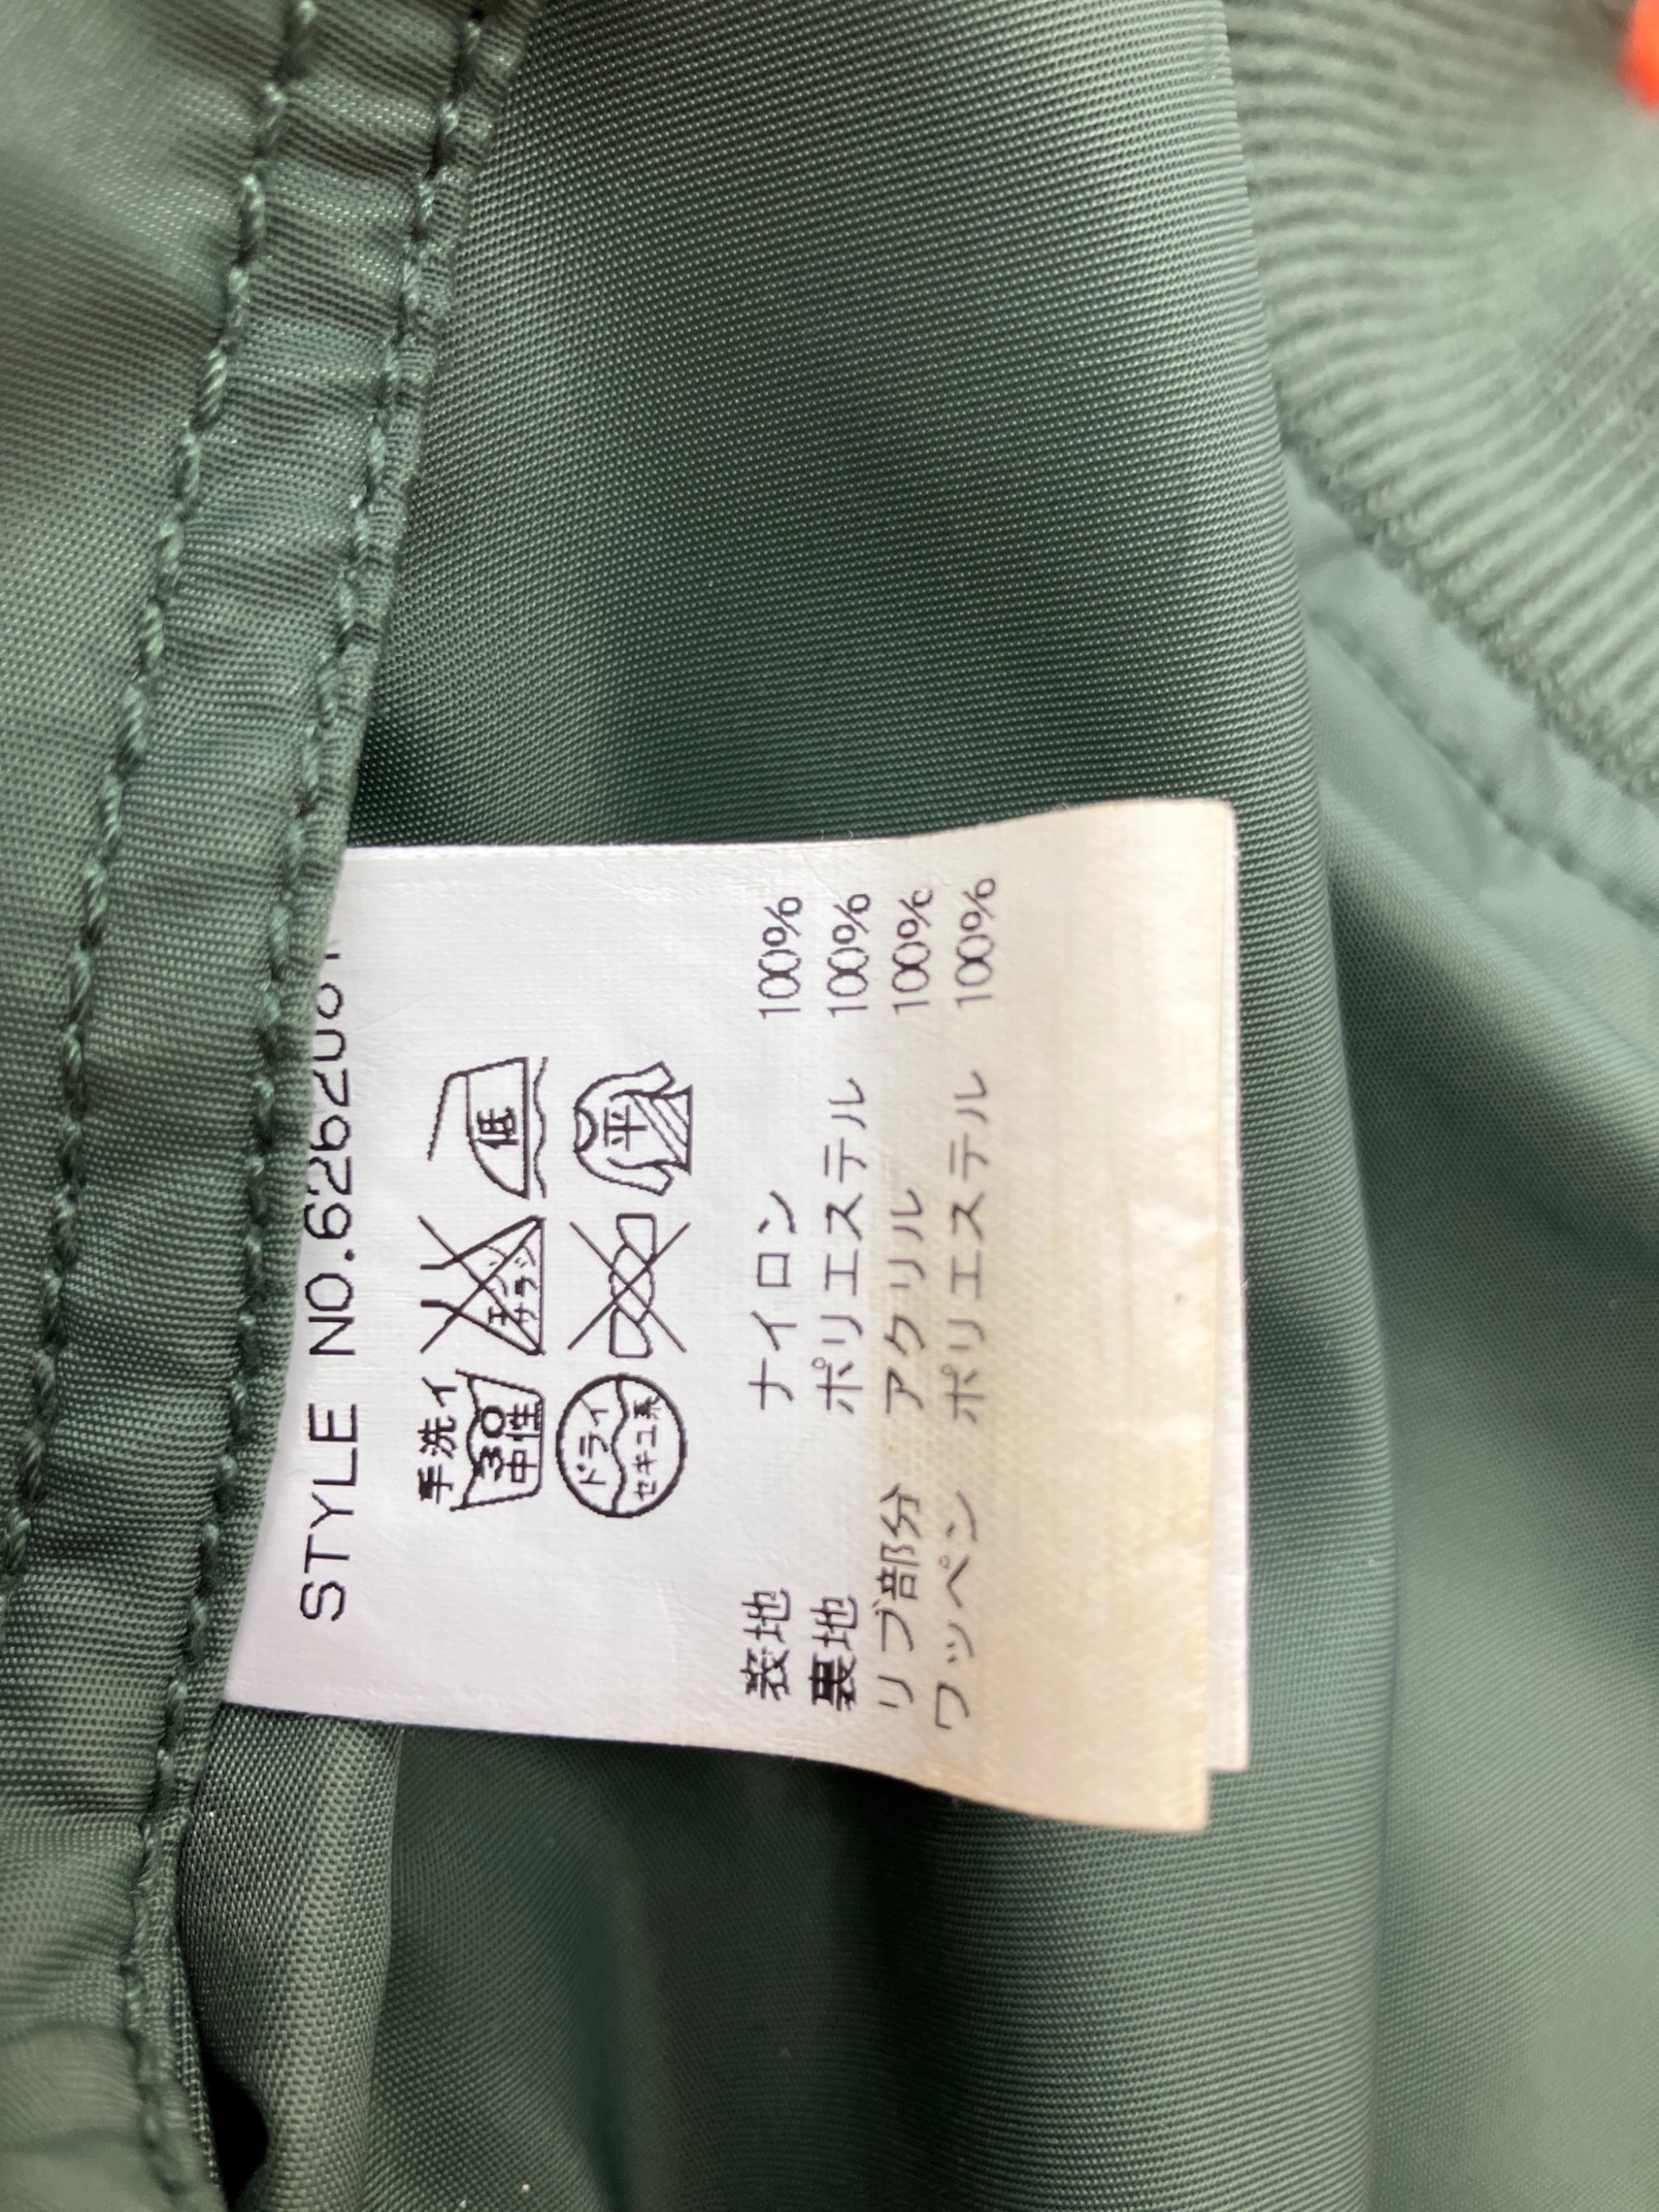 STYLE NO.626208
手洗イ
30
中性
エンソ
サラシ
低
ドライ
セキユ系
平
表地 ナイロン 100%
裏地 ポリエステル 100%
リブ部分 アクリル 100%
ワッペン ポリエステル 100%